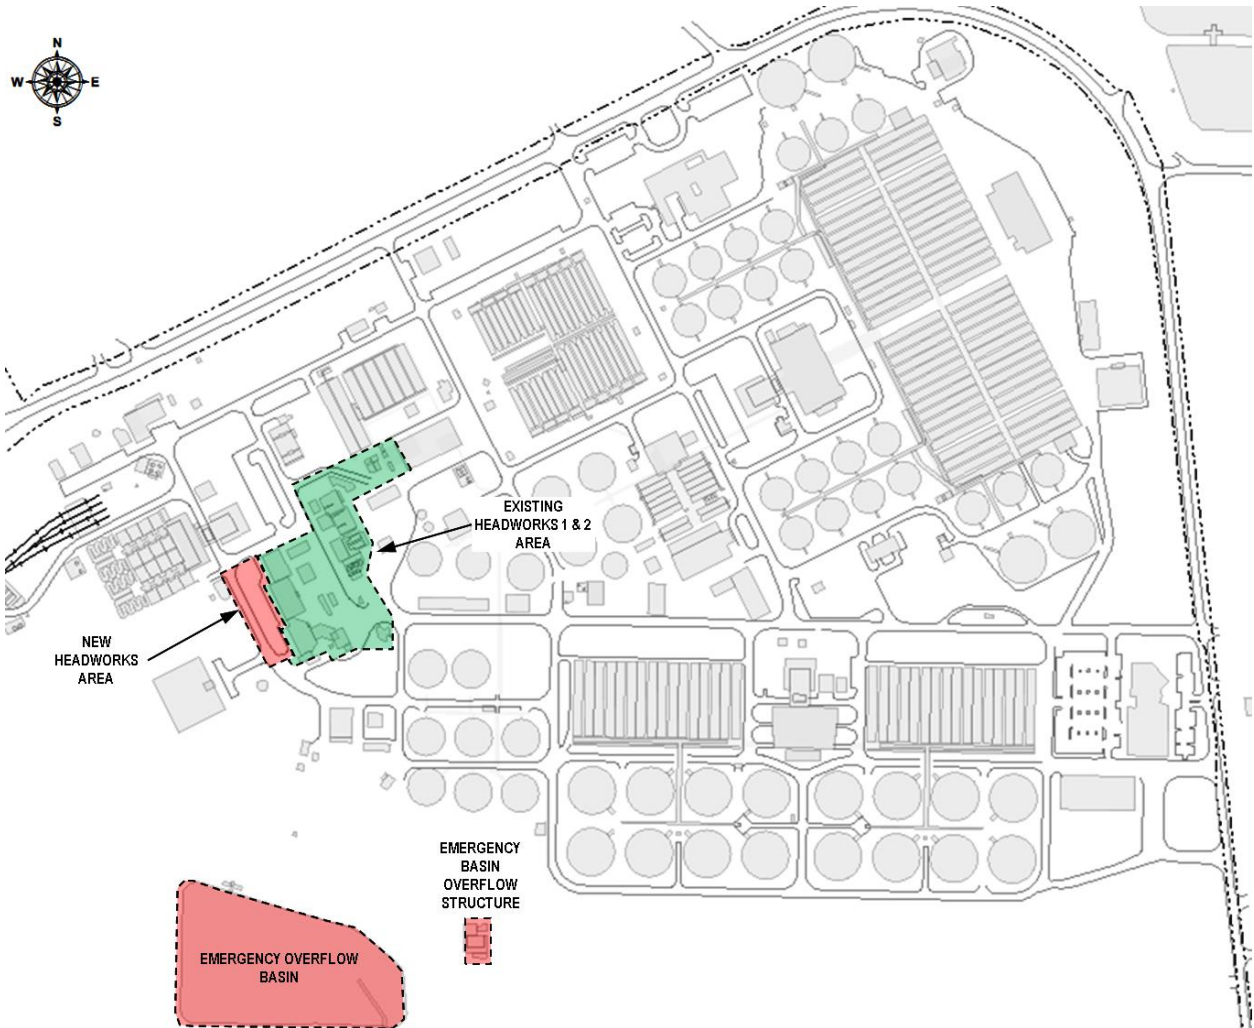 N
W
E
S
EXISTING
HEADWORKS 1 & 2
AREA
NEW
HEADWORKS
AREA
EMERGENCY
BASIN
OVERFLOW
STRUCTURE
EMERGENCY OVERFLOW
BASIN